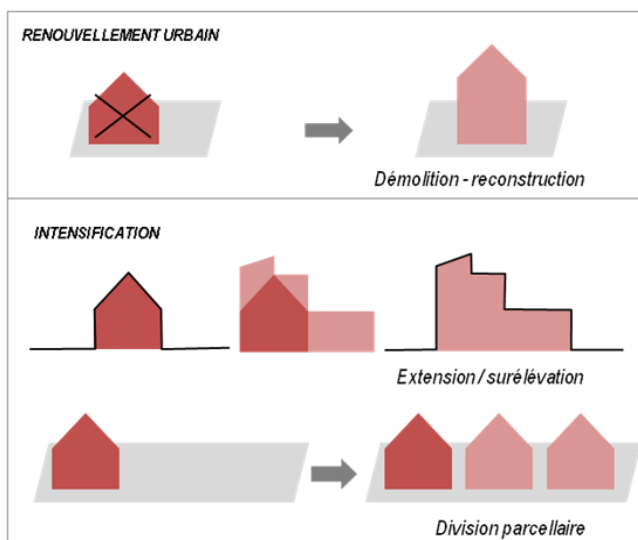 RENOUVELLEMENT URBAIN
Démolition - reconstruction
INTENSIFICATION
Extension / surélévation
Division parcellaire